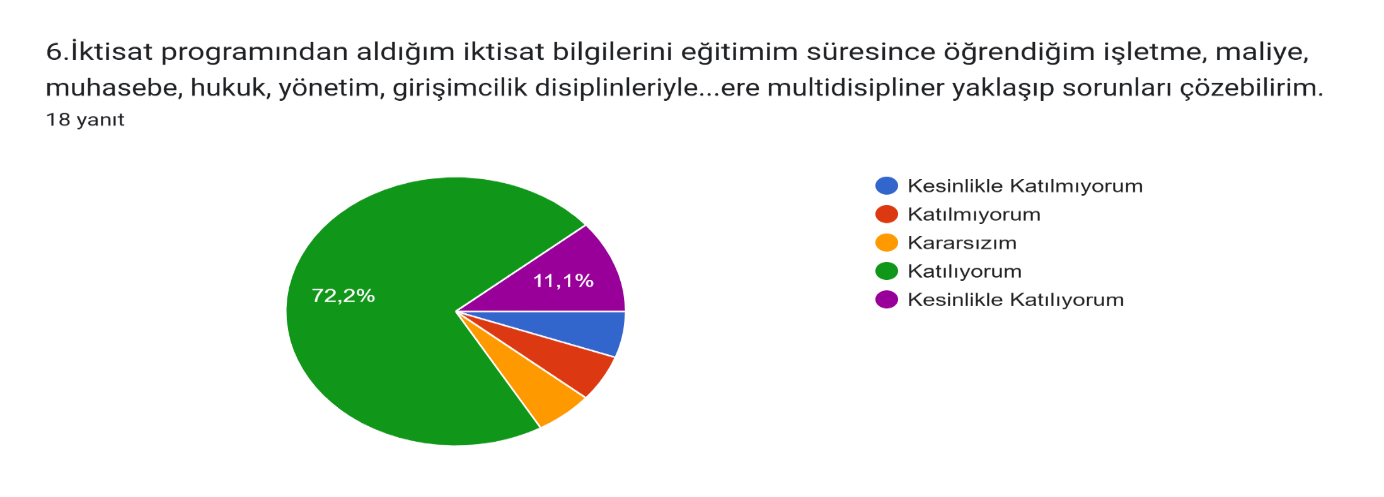 6.İktisat programından aldığım iktisat bilgilerini eğitimim süresince öğrendiğim işletme, maliye,
muhasebe, hukuk, yönetim, girişimcilik disiplinleriyle...ere multidisipliner yaklaşıp sorunları çözebilirim.
18 yanıt
Kesinlikle Katılmıyorum
Katılmıyorum
Kararsızım
Katılıyorum
Kesinlikle Katılıyorum
11,1%
72,2%